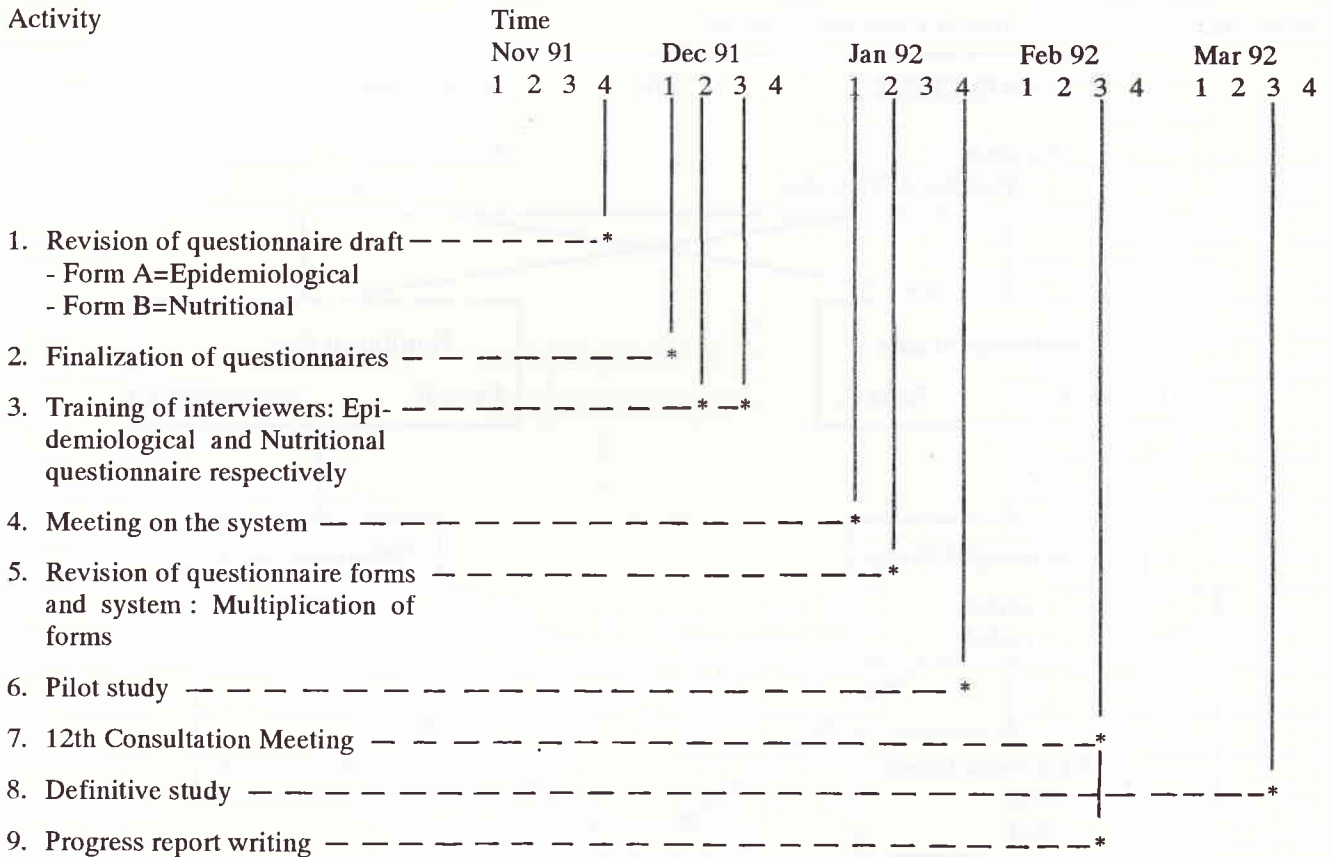 Activity Time
Nov 91 Dec 91 Jan 92 Feb 92 Mar 92
1 2 3 4 1 2 3 4 1 2 3 4 1 2 3 4 1 2 3 4
1. Revision of questionnaire draft — — — — — — - *
- Form A=Epidemiological
- Form B=Nutritional
2. Finalization of questionnaires — — — — — — — — *
3. Training of interviewers: Epi- — — — — — — — — * — *
demiological and Nutritional
questionnaire respectively
4. Meeting on the system — — — — — — — — — — — — — — — *
5. Revision of questionnaire forms — — — — — — — — — — — — — *
and system : Multiplication of
forms
6. Pilot study — — — — — — — — — — — — — — — — — — — — — *
7. 12th Consultation Meeting — — — — — — — — — — — — — — — — — — — — *
8. Definitive study — — — — — — — — — — — — — — — — — — — — — — — — — — — *
9. Progress report writing — — — — — — — — — — — — — — — — — — — — — *